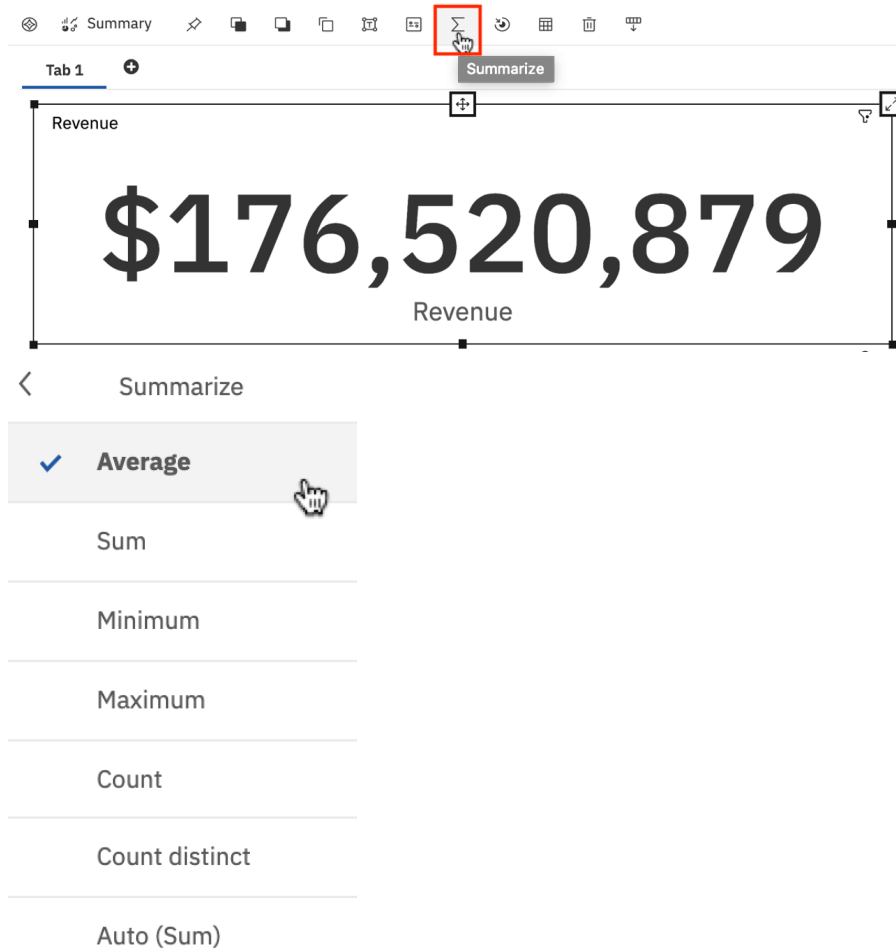 Summary
Tab 1
Summarize
Revenue
$176,520,879
Revenue
Summarize
Average
Sum
Minimum
Maximum
Count
Count distinct
Auto (Sum)